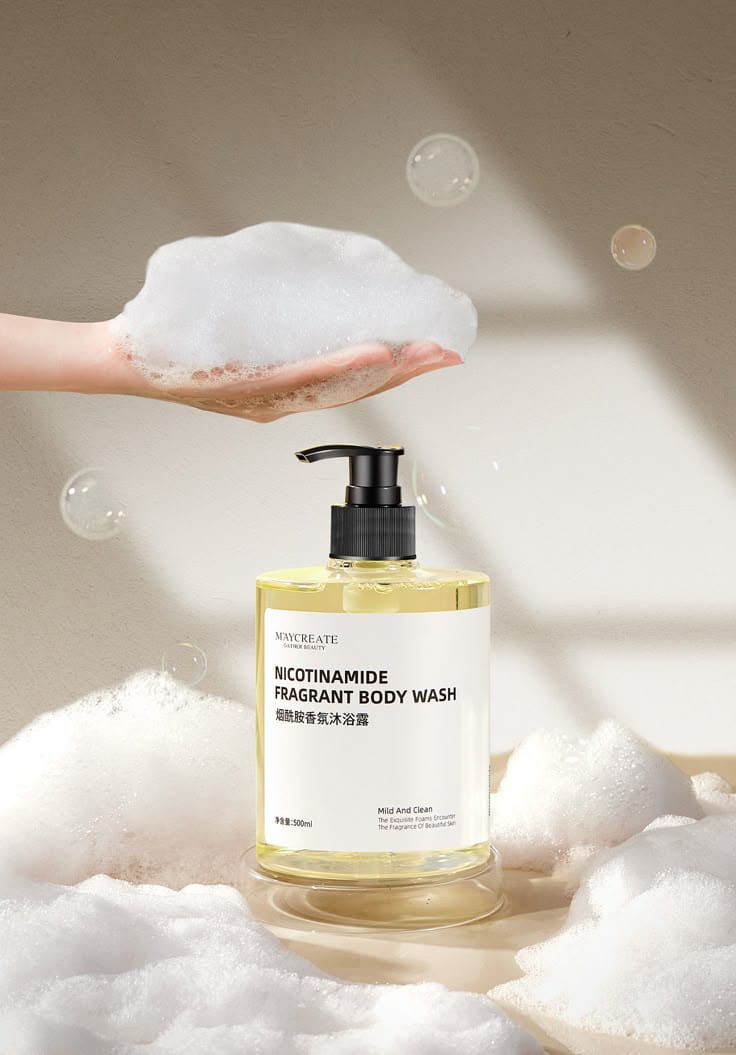 MAYCREATE
GATHER BEAUTY
NICOTINAMIDE
FRAGRANT BODY WASH
烟酰胺香氛沐浴露
Mild And Clean
The Exquisite Foams Encounter
The Fragrance Of Beautiful Skin
净含量:500ml